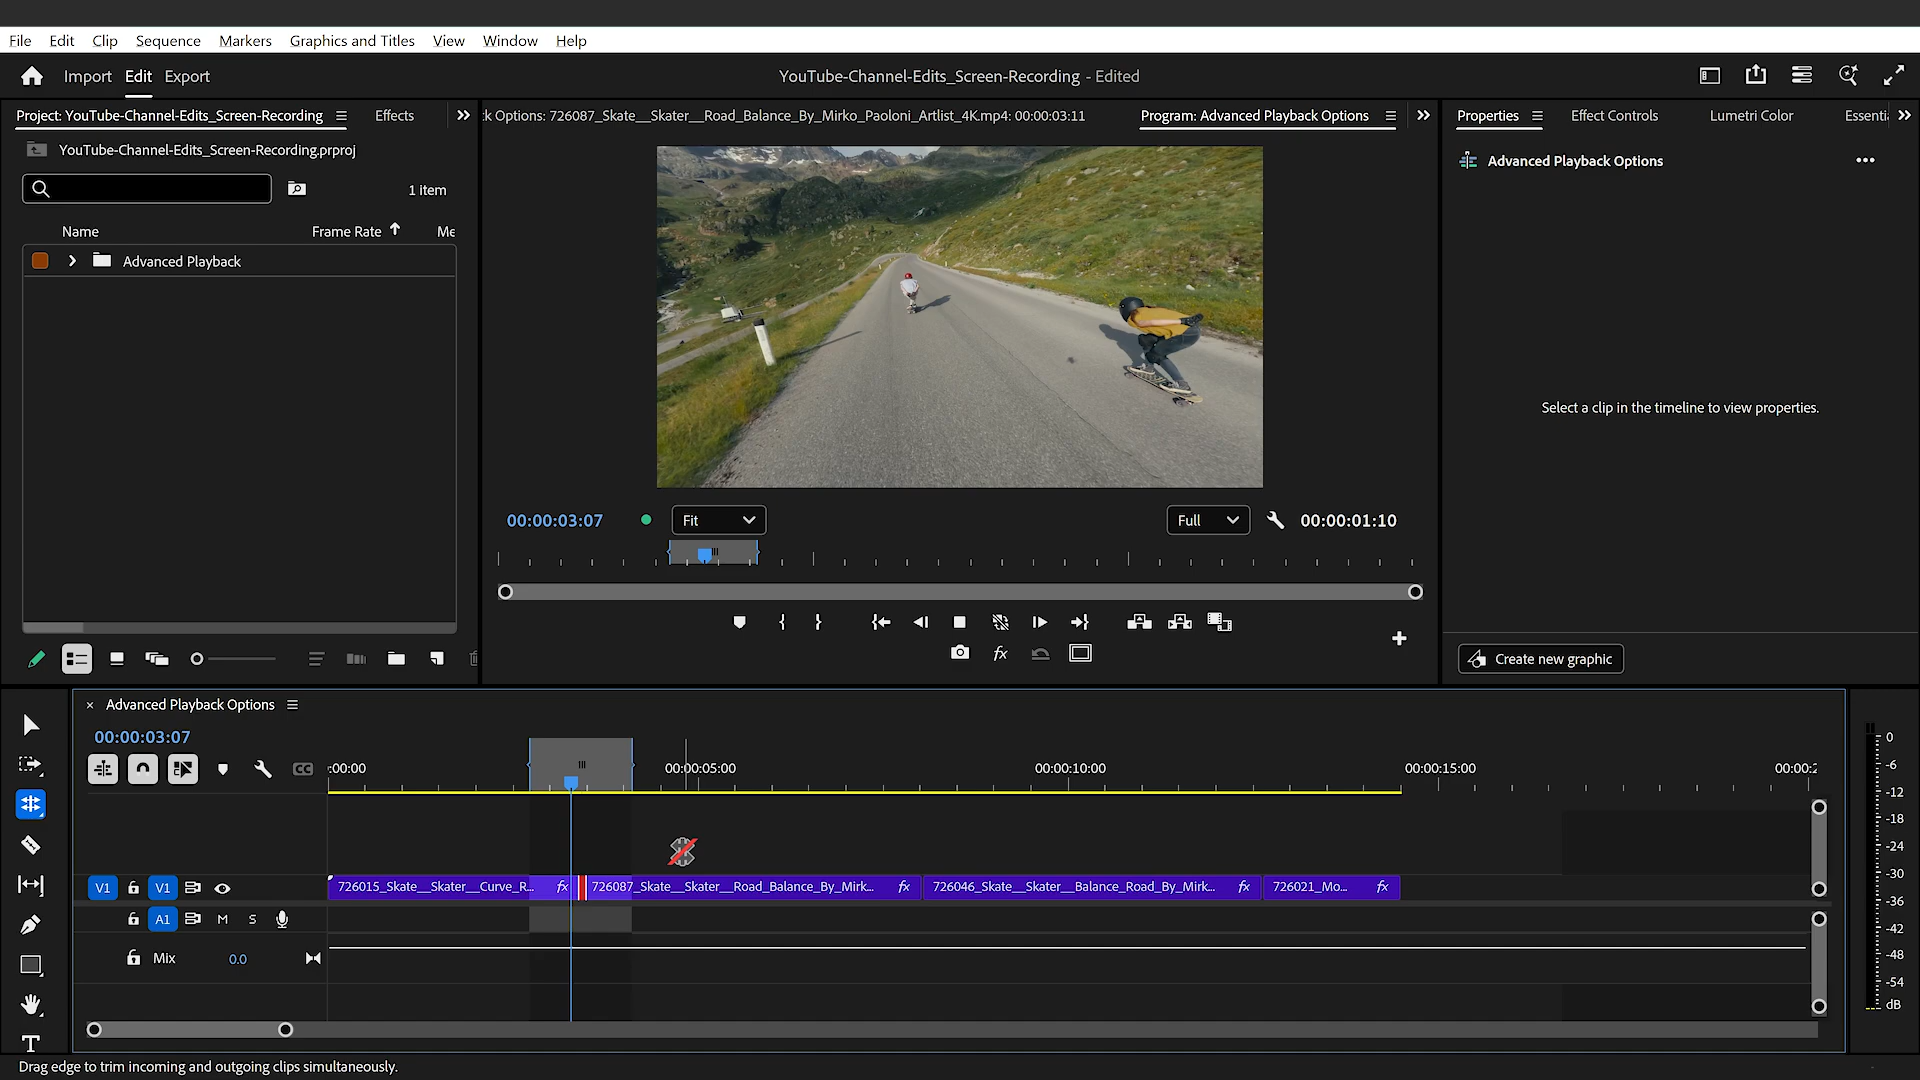 File Edit Clip Sequence Markers Graphics and Titles View Window Help
Import Edit Export
YouTube-Channel-Edits_Screen-Recording - Edited
Project: YouTube-Channel-Edits_Screen-Recording
Effects
k Options: 726087_Skate__Skater__Road_Balance_By_Mirko_Paoloni_Artlist_4K.mp4: 00:00:03:11
Program: Advanced Playback Options
Properties
Effect Controls
Lumetri Color
Essentia
YouTube-Channel-Edits_Screen-Recording.prproj
Advanced Playback Options
1 item
Name
Frame Rate
Me
Advanced Playback
Select a clip in the timeline to view properties.
00:00:03:07
Fit
Full
00:00:01:10
fx
Create new graphic
Advanced Playback Options
00:00:03:07
CC
:00:00
00:00:05:00
00:00:10:00
00:00:15:00
00:00:2
V1
V1
726015_Skate__Skater__Curve_R...
fx
726087_Skate__Skater__Road_Balance_By_Mirk...
fx
726046_Skate__Skater__Balance_Road_By_Mirk...
fx
726021_Mo...
fx
A1
M
S
Mix
0.0
0
-6
-12
-18
-24
-30
-36
-42
-48
-54
dB
T
Drag edge to trim incoming and outgoing clips simultaneously.